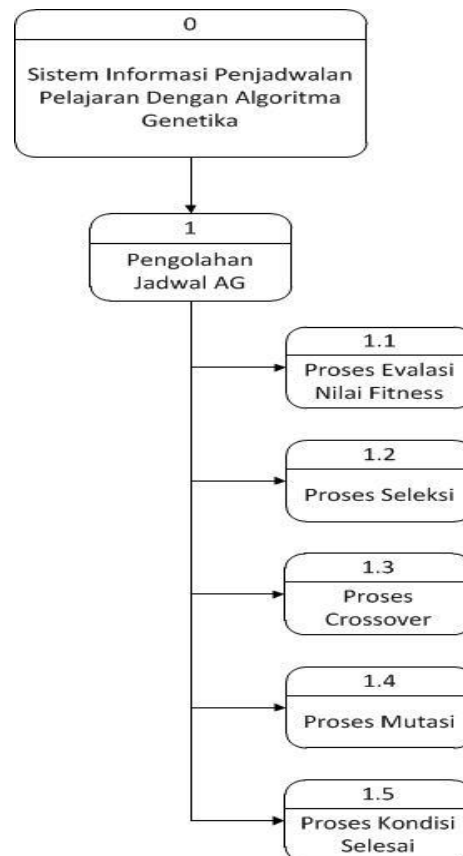 0
Sistem Informasi Penjadwalan
Pelajaran Dengan Algoritma
Genetika
1
Pengolahan
Jadwal AG
1.1
Proses Evalasi
Nilai Fitness
1.2
Proses Seleksi
1.3
Proses
Crossover
1.4
Proses Mutasi
1.5
Proses Kondisi
Selesai